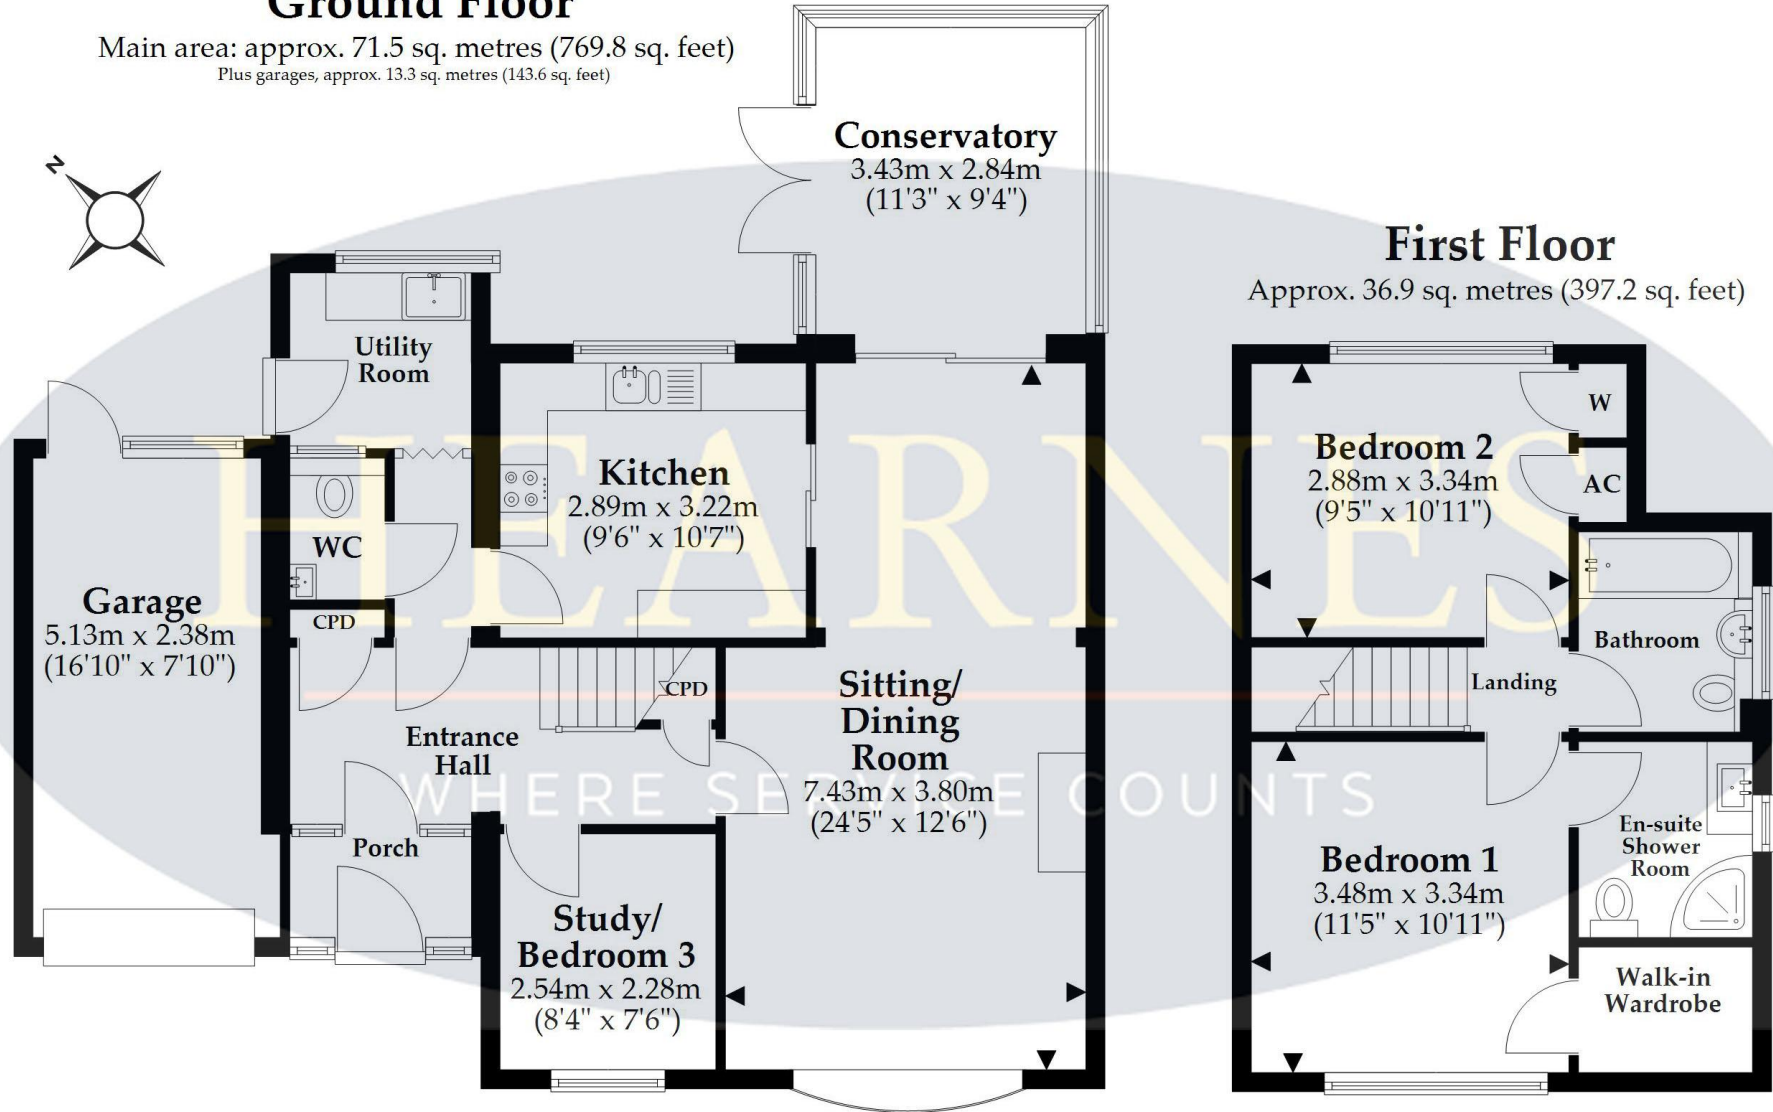 Ground Floor
Main area: approx. 71.5 sq. metres (769.8 sq. feet)
Plus garages, approx. 13.3 sq. metres (143.6 sq. feet)
N
Conservatory
3.43m x 2.84m
(11'3" x 9'4")
Utility
Room
Kitchen
2.89m x 3.22m
(9'6" x 10'7")
WC
CPD
Garage
5.13m x 2.38m
(16'10" x 7'10")
CPD
Entrance
Hall
Sitting/
Dining
Room
7.43m x 3.80m
(24'5" x 12'6")
Porch
Study/
Bedroom 3
2.54m x 2.28m
(8'4" x 7'6")
First Floor
Approx. 36.9 sq. metres (397.2 sq. feet)
W
Bedroom 2
2.88m x 3.34m
(9'5" x 10'11")
AC
Bathroom
Landing
En-suite
Shower
Room
Bedroom 1
3.48m x 3.34m
(11'5" x 10'11")
Walk-in
Wardrobe
HEARNES
WHERE SERVICE COUNTS